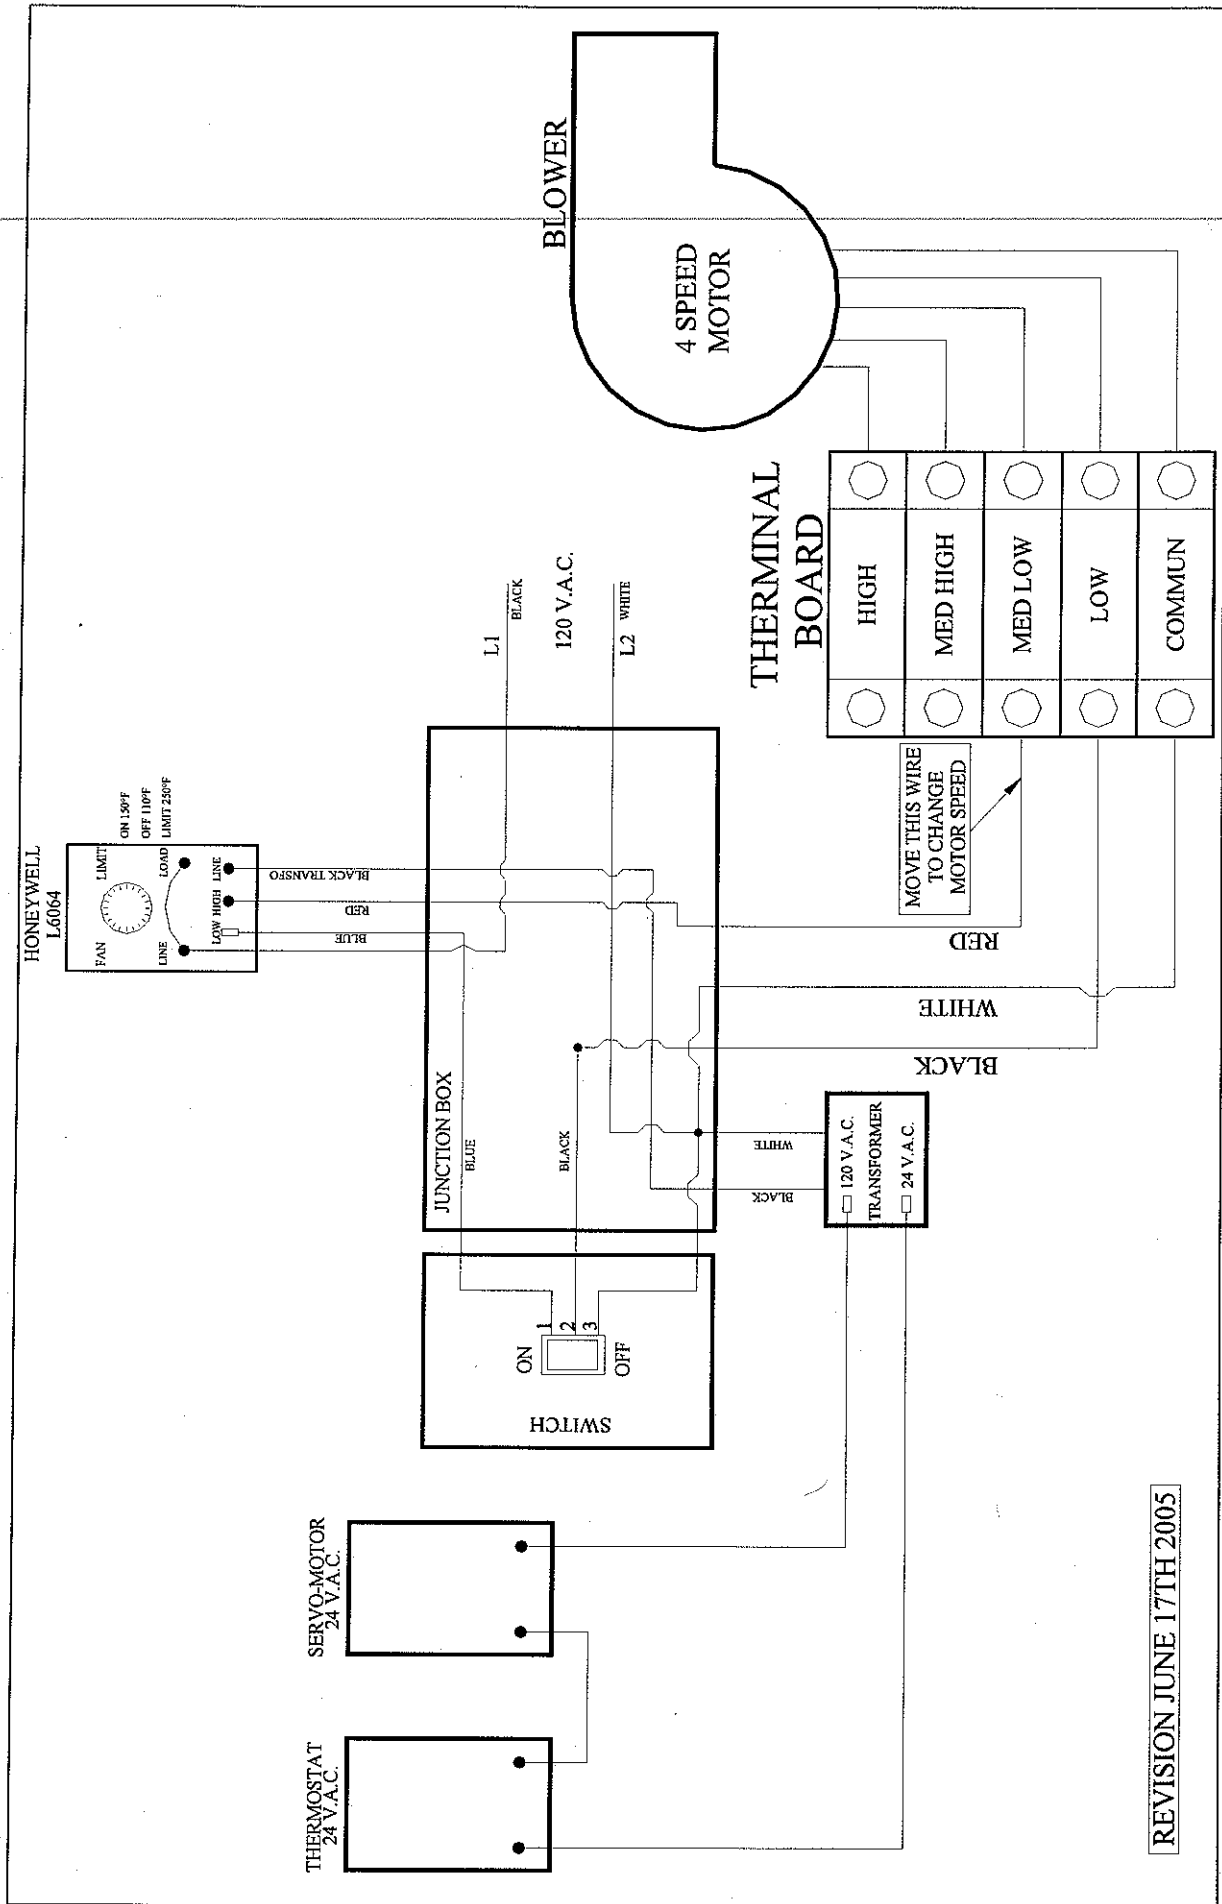 HONEYWELL
L6064
FAN
LIMIT
ON 150°F
OFF 110°F
LIMIT 250°F
LINE
LOAD
LOW
HIGH
LINE
BLUE
RED
BLACK TRANSFO
JUNCTION BOX
BLUE
BLACK
L1
BLACK
120 V.A.C.
L2
WHITE
BLOWER
4 SPEED
MOTOR
THERMINAL
BOARD
HIGH
MED HIGH
MED LOW
LOW
COMMUN
MOVE THIS WIRE
TO CHANGE
MOTOR SPEED
RED
WHITE
BLACK
WHITE
BLACK
120 V.A.C.
TRANSFORMER
24 V.A.C.
ON
1
2
3
OFF
SWITCH
SERVO-MOTOR
24 V.A.C.
THERMOSTAT
24 V.A.C.
REVISION JUNE 17TH 2005